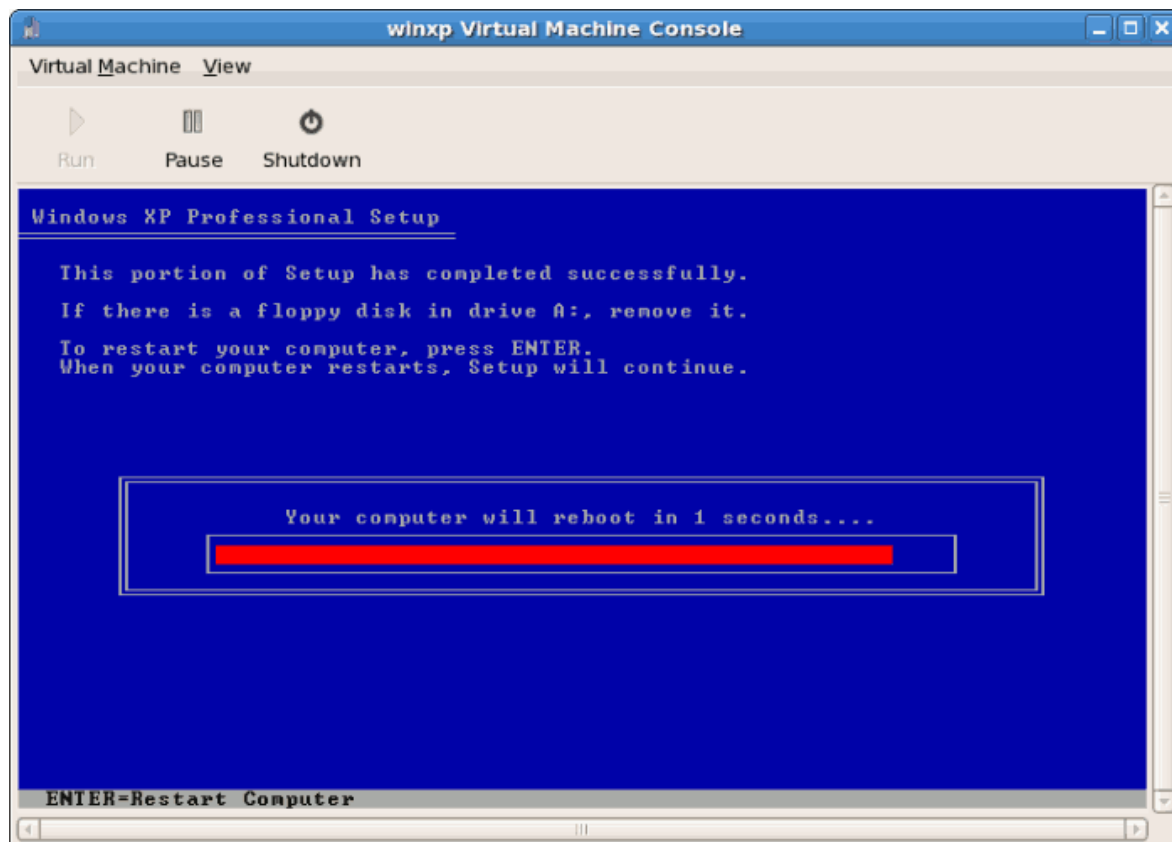 winxp Virtual Machine Console
Virtual Machine View
Run Pause Shutdown
Windows XP Professional Setup
This portion of Setup has completed successfully.
If there is a floppy disk in drive A:, remove it.
To restart your computer, press ENTER.
When your computer restarts, Setup will continue.
Your computer will reboot in 1 seconds....
ENTER=Restart Computer